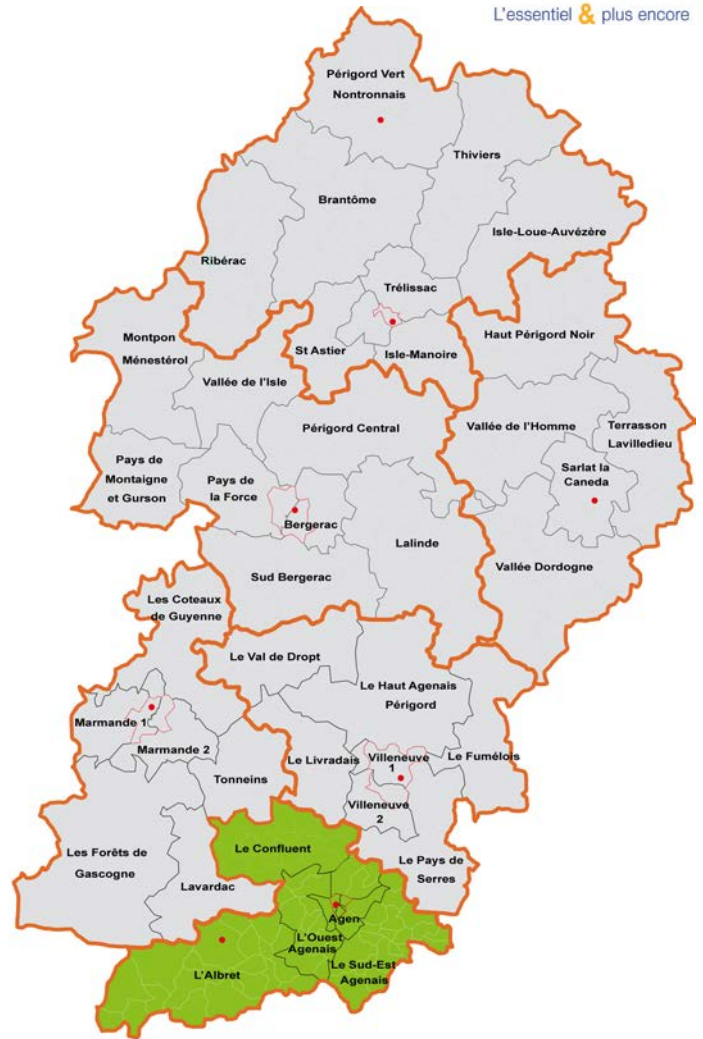 L'essentiel & plus encore
Périgord Vert
Nontronnais
Thiviers
Brantôme
Isle-Loue-Auvézère
Ribérac
Trélissac
Montpon
Ménestérol
St Astier
Isle-Manoire
Haut Périgord Noir
Vallée de l'Isle
Périgord Central
Vallée de l'Homme
Terrasson
Lavilledieu
Pays de
Montaigne
et Gurson
Pays de
la Force
Sarlat la
Caneda
Bergerac
Lalinde
Vallée Dordogne
Sud Bergerac
Les Coteaux
de Guyenne
Le Val de Dropt
Le Haut Agenais
Périgord
Marmande 1
Marmande 2
Le Livradais
Villeneuve
1
Le Fumélois
Tonneins
Villeneuve
2
Le Confluent
Les Forêts de
Gascogne
Lavardac
Le Pays de
Serres
Agen
L'Ouest
Agenais
L'Albret
Le Sud-Est
Agenais